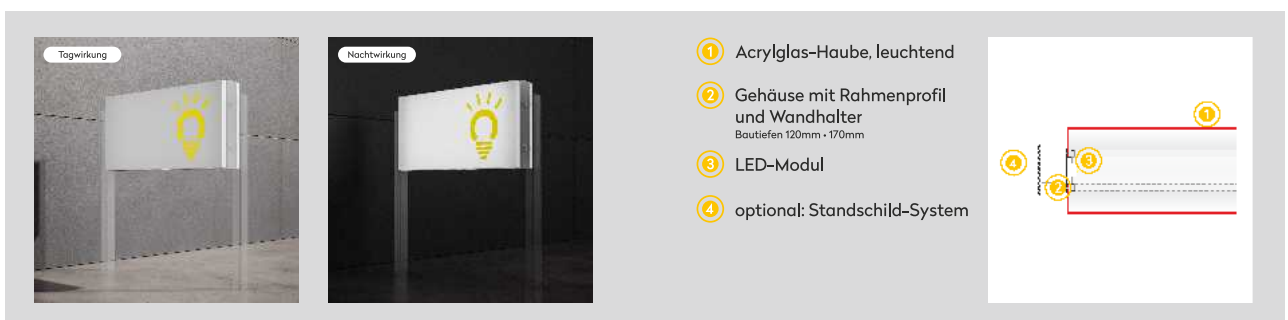 Tagwirkung
Nachtwirkung
1 Acrylglas-Haube, leuchtend
2 Gehäuse mit Rahmenprofil
und Wandhalter
Bautiefen 120mm • 170mm
3 LED-Modul
4 optional: Standschild-System
1
4
3
2